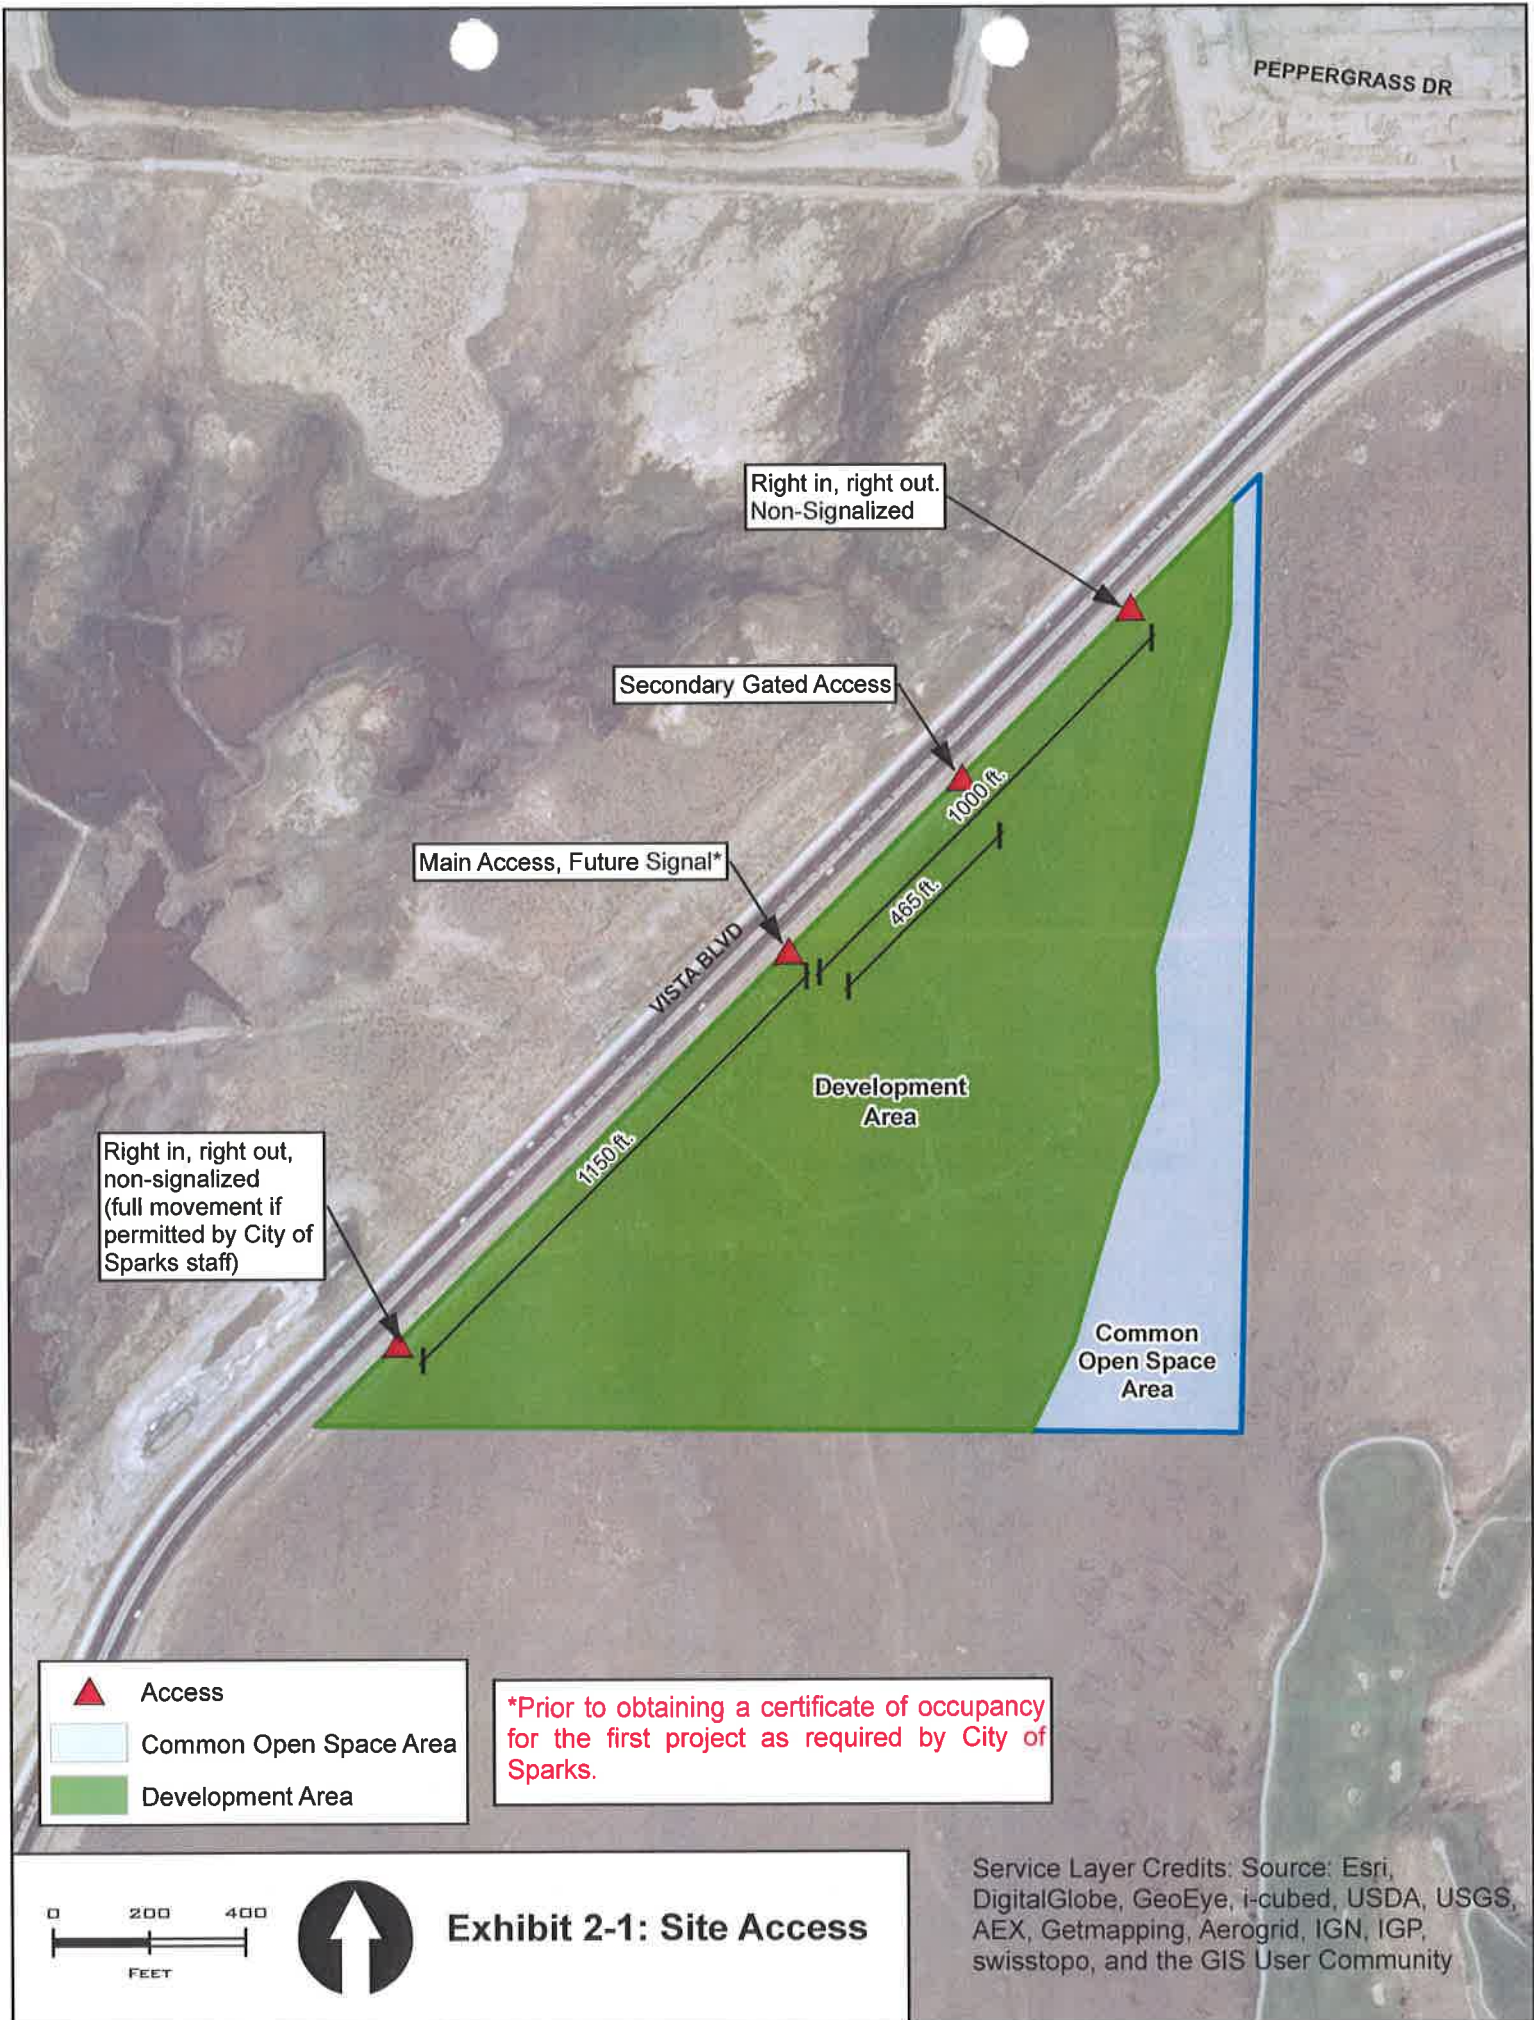 PEPPERGRASS DR
Right in, right out.
Non-Signalized
Secondary Gated Access
1000 ft.
Main Access, Future Signal*
465 ft.
VISTA BLVD
Development
Area
1150 ft.
Right in, right out,
non-signalized
(full movement if
permitted by City of
Sparks staff)
Common
Open Space
Area
Access
Common Open Space Area
Development Area
*Prior to obtaining a certificate of occupancy
for the first project as required by City of
Sparks.
0 200 400
FEET
Exhibit 2-1: Site Access
Service Layer Credits: Source: Esri,
DigitalGlobe, GeoEye, i-cubed, USDA, USGS,
AEX, Getmapping, Aerogrid, IGN, IGP,
swisstopo, and the GIS User Community